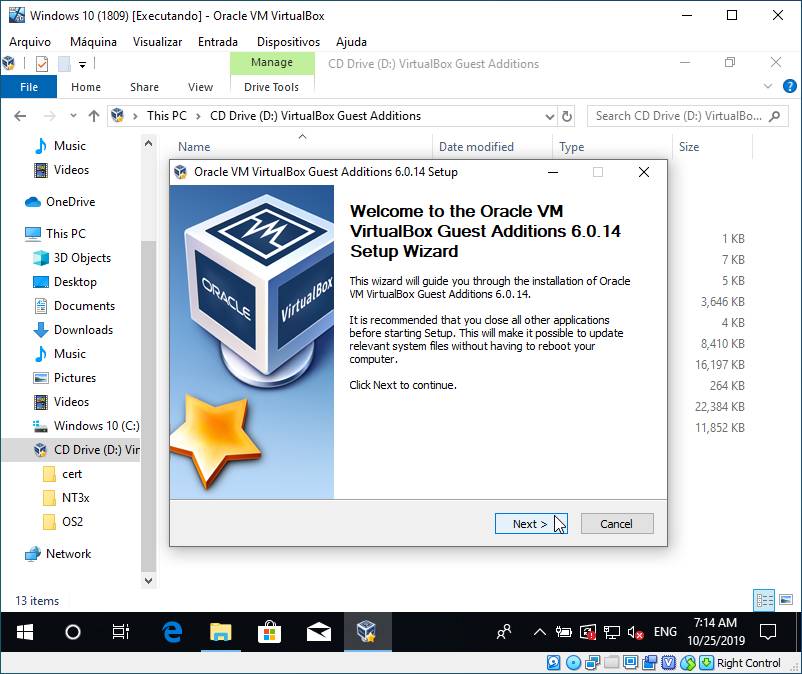 Windows 10 (1809) [Executando] - Oracle VM VirtualBox
Arquivo Máquina Visualizar Entrada Dispositivos Ajuda
Manage CD Drive (D:) VirtualBox Guest Additions
File Home Share View Drive Tools
This PC > CD Drive (D:) VirtualBox Guest Additions Search CD Drive (D:) VirtualBo...
Name Date modified Type Size
Music
Videos
OneDrive
This PC
3D Objects
Desktop
Documents
Downloads
Music
Pictures
Videos
Windows 10 (C:)
CD Drive (D:) Vir
cert
NT3x
OS2
Network
Oracle VM VirtualBox Guest Additions 6.0.14 Setup
ORACLE
VirtualBox
Welcome to the Oracle VM
VirtualBox Guest Additions 6.0.14
Setup Wizard
This wizard will guide you through the installation of Oracle
VM VirtualBox Guest Additions 6.0.14.
It is recommended that you close all other applications
before starting Setup. This will make it possible to update
relevant system files without having to reboot your
computer.
Click Next to continue.
Next > Cancel
1 KB
7 KB
5 KB
3,646 KB
4 KB
8,410 KB
16,197 KB
264 KB
22,384 KB
11,852 KB
13 items
ENG
7:14 AM
10/25/2019
Right Control